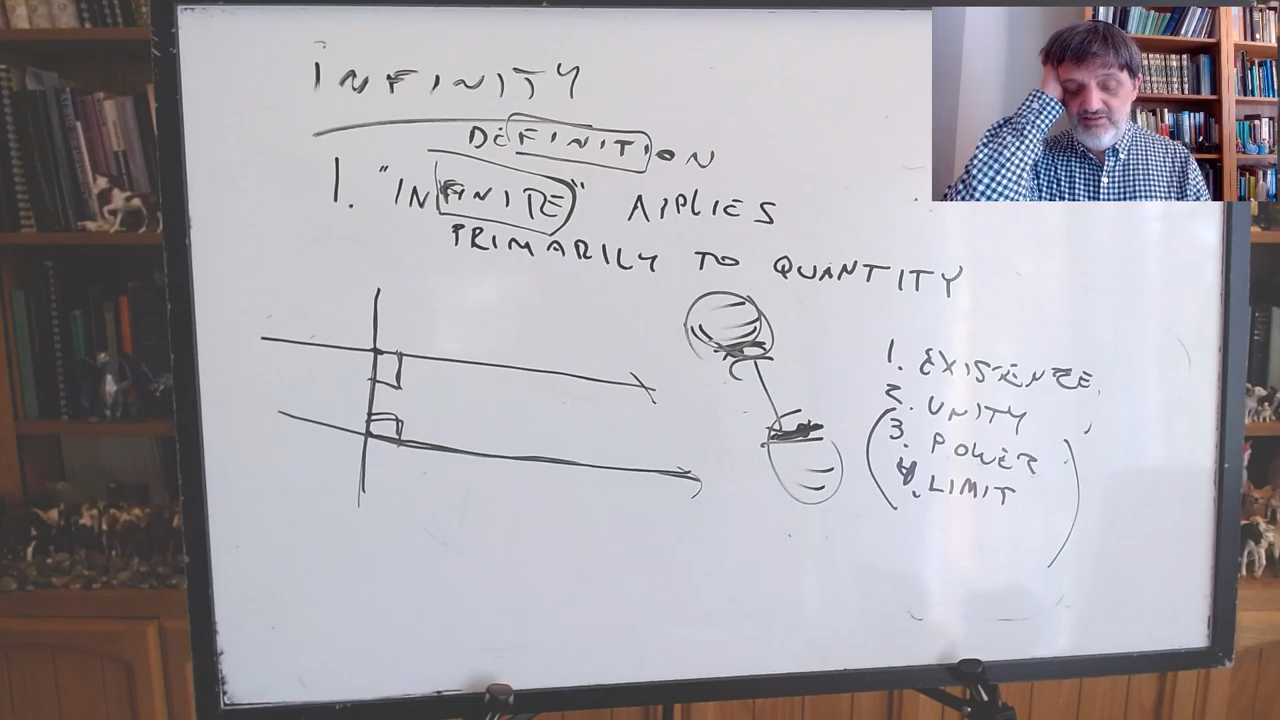 INFINITY
DEFINITION
1. "INFINITE" APPLIES
PRIMARILY TO QUANTITY
1. EXISTENCE
2. UNITY
3. POWER
4. LIMIT